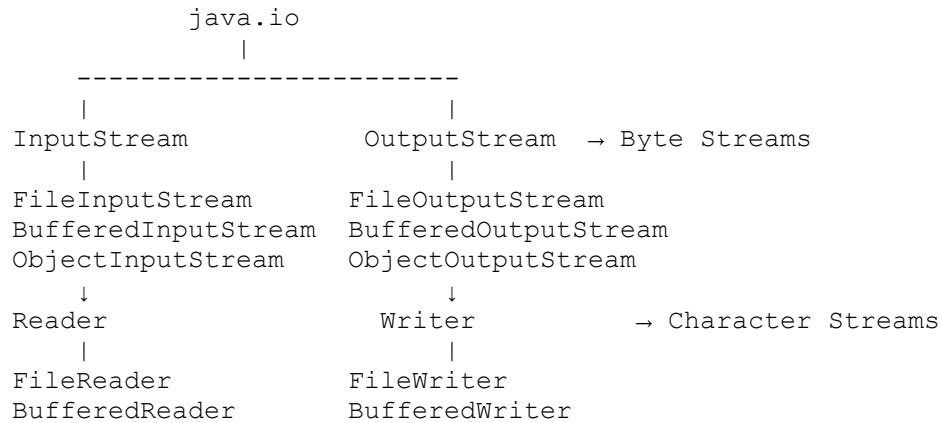 java.io
|
------------------------
| |
InputStream OutputStream → Byte Streams
| |
FileInputStream FileOutputStream
BufferedInputStream BufferedOutputStream
ObjectInputStream ObjectOutputStream
↓ ↓
Reader Writer → Character Streams
| |
FileReader FileWriter
BufferedReader BufferedWriter